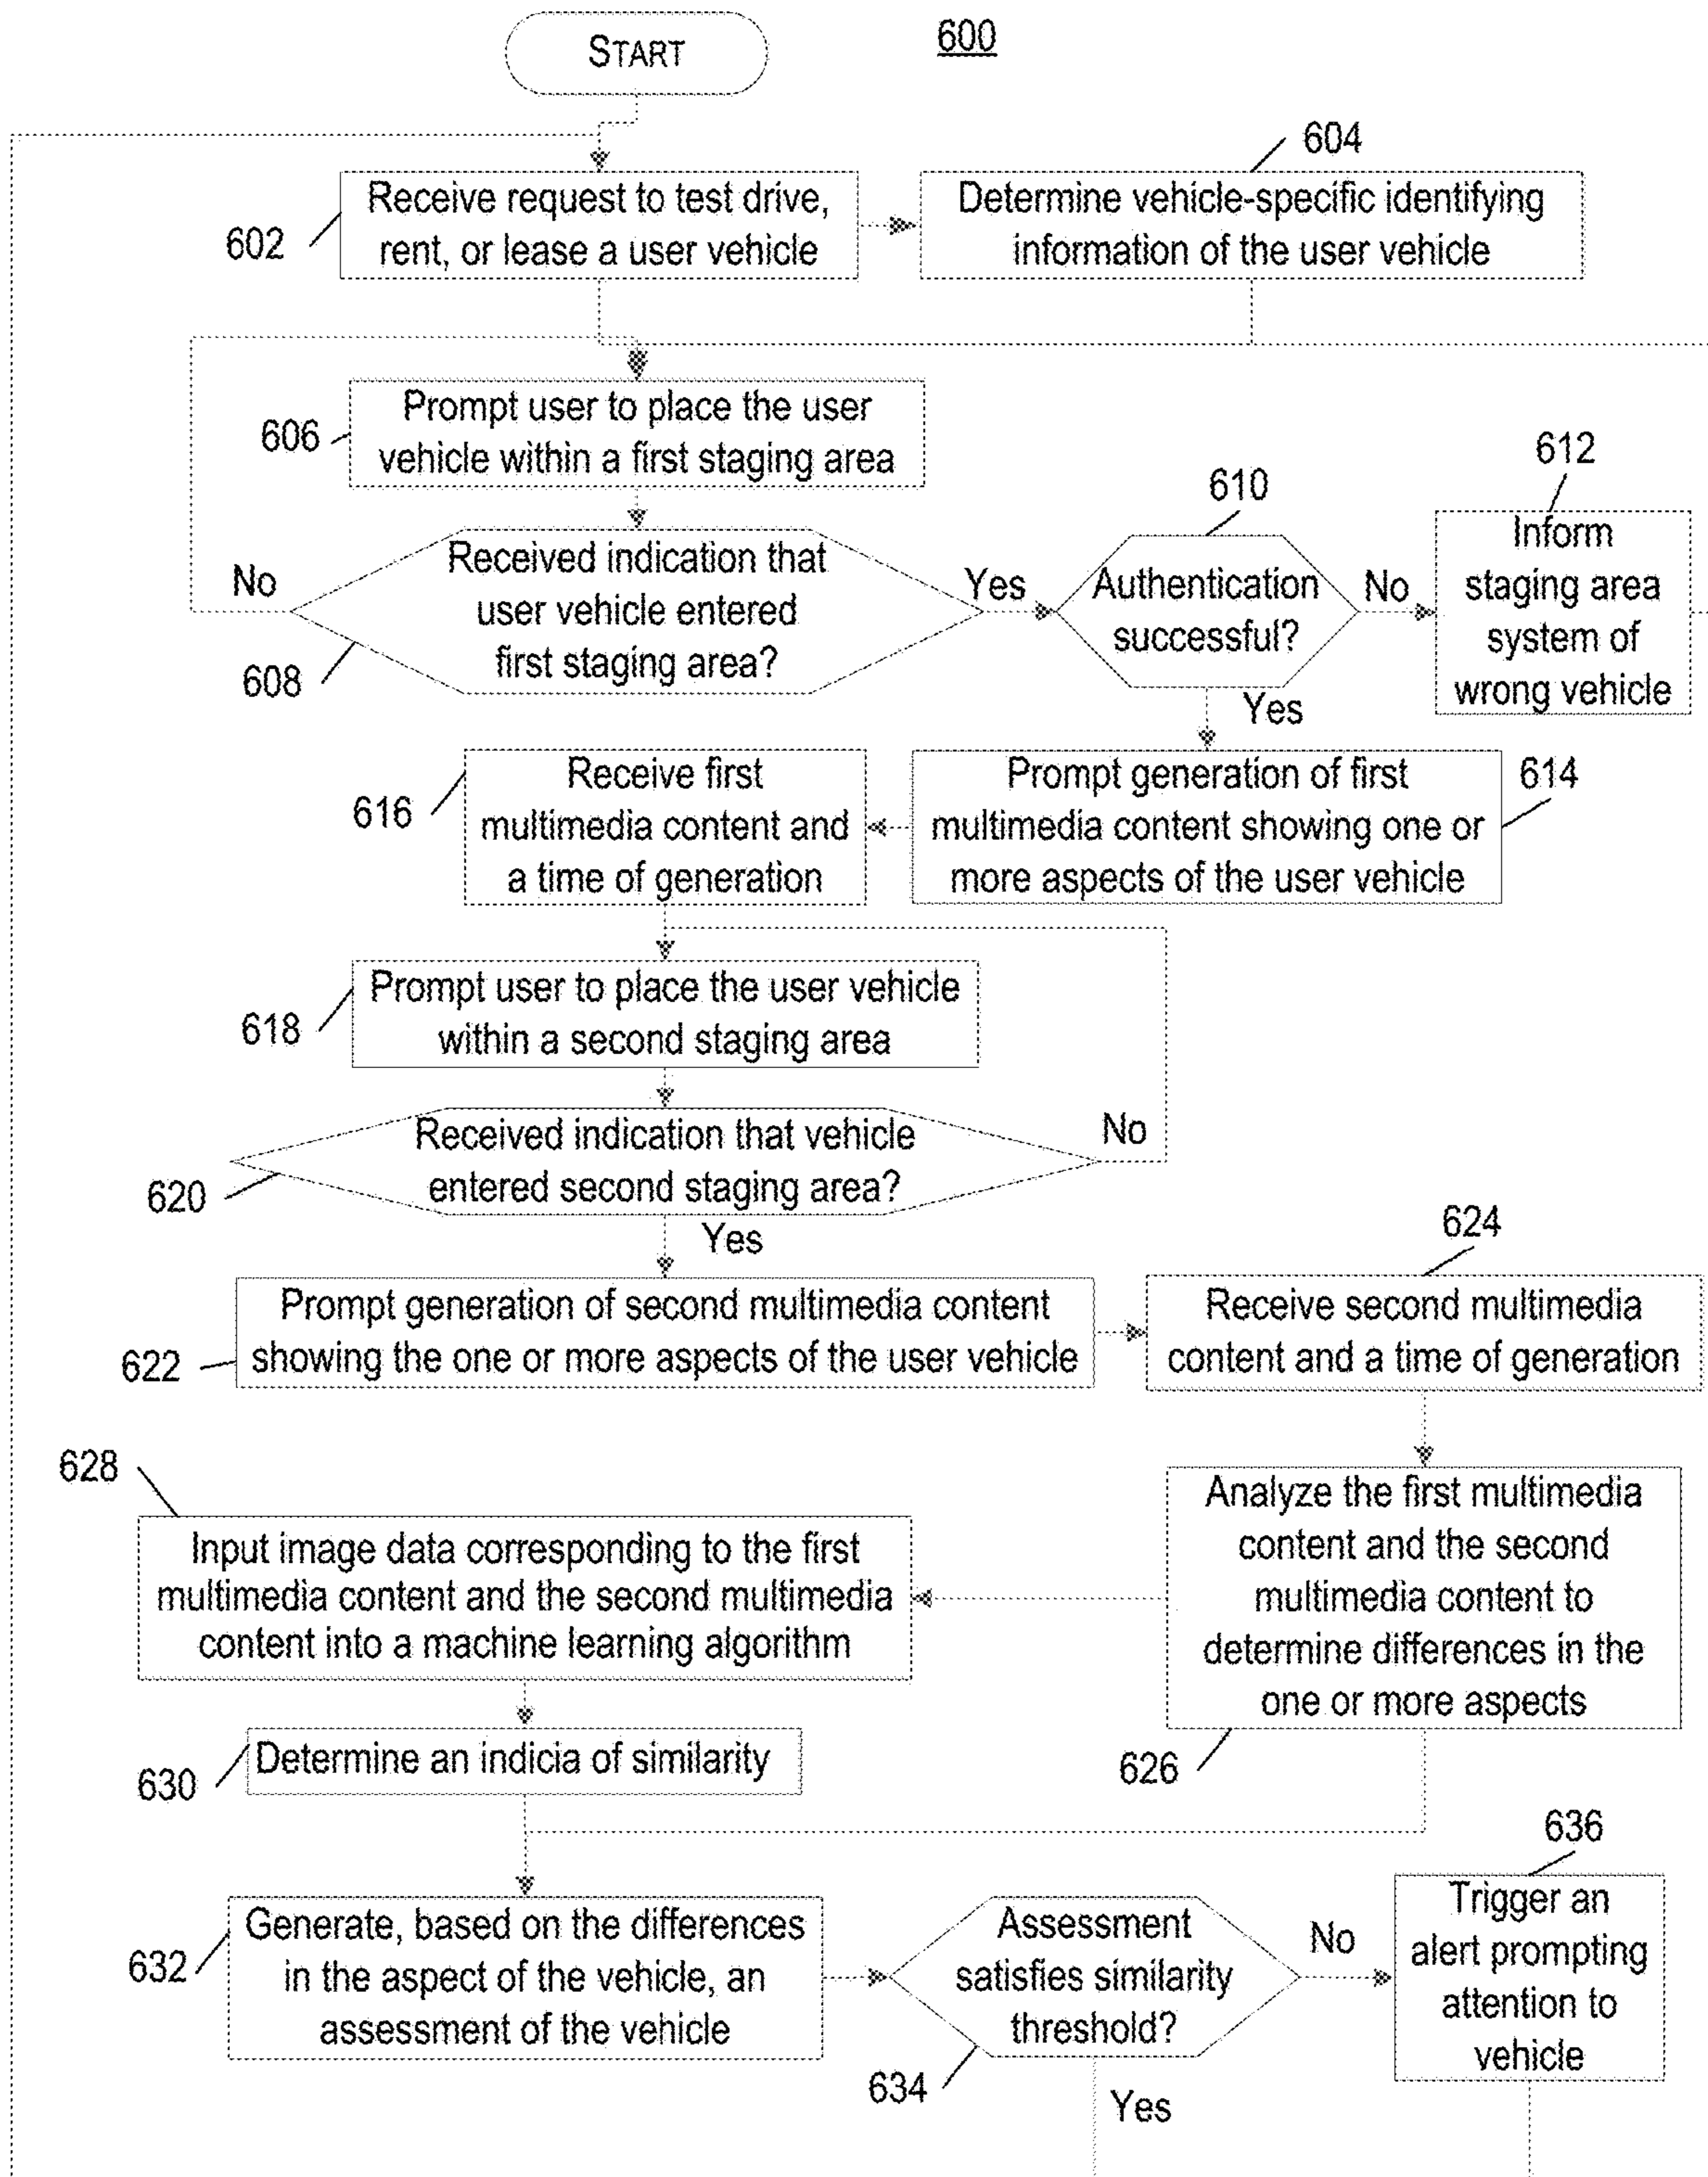 600
START
604
Receive request to test drive,
rent, or lease a user vehicle
602
Determine vehicle-specific identifying
information of the user vehicle
Prompt user to place the user
vehicle within a first staging area
606
612
610
Received indication that
user vehicle entered
first staging area?
No
Yes
608
Authentication
successful?
No
Yes
Inform
staging area
system of
wrong vehicle
Receive first
multimedia content and
a time of generation
616
Prompt generation of first
multimedia content showing one or
more aspects of the user vehicle
614
Prompt user to place the user vehicle
within a second staging area
618
Received indication that vehicle
entered second staging area?
No
620
Yes
624
Prompt generation of second multimedia content
showing the one or more aspects of the user vehicle
622
Receive second multimedia
content and a time of generation
628
Input image data corresponding to the first
multimedia content and the second multimedia
content into a machine learning algorithm
Analyze the first multimedia
content and the second
multimedia content to
determine differences in the
one or more aspects
626
Determine an indicia of similarity
630
636
Generate, based on the differences
in the aspect of the vehicle, an
assessment of the vehicle
632
Assessment
satisfies similarity
threshold?
No
634
Yes
Trigger an
alert prompting
attention to
vehicle